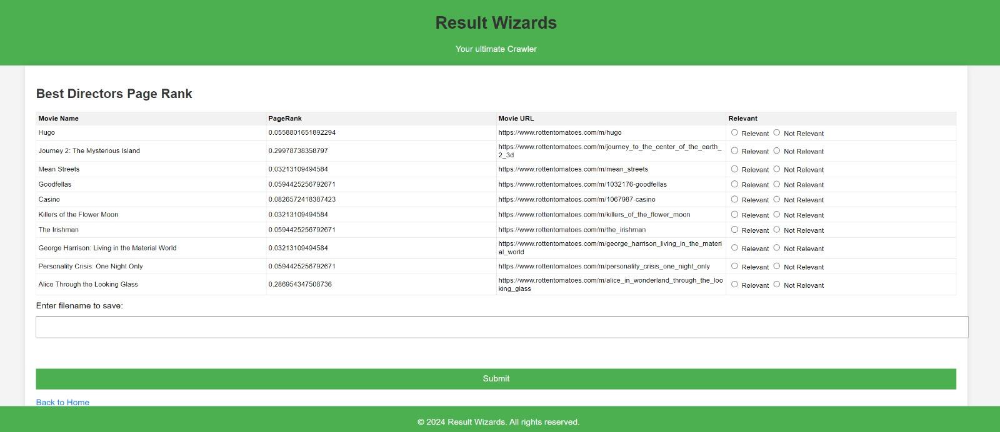 Result Wizards
Your ultimate Crawler
Best Directors Page Rank
Movie Name PageRank Movie URL Relevant
Hugo 0.0558801651892294 https://www.rottentomatoes.com/m/hugo Relevant Not Relevant
Journey 2: The Mysterious Island 0.29978738358797 https://www.rottentomatoes.com/m/journey_to_the_center_of_the_earth_
2_3d Relevant Not Relevant
Mean Streets 0.03213109494584 https://www.rottentomatoes.com/m/mean_streets Relevant Not Relevant
Goodfellas 0.0594425256792671 https://www.rottentomatoes.com/m/1032176-goodfellas Relevant Not Relevant
Casino 0.0826572418387423 https://www.rottentomatoes.com/m/1067987-casino Relevant Not Relevant
Killers of the Flower Moon 0.03213109494584 https://www.rottentomatoes.com/m/killers_of_the_flower_moon Relevant Not Relevant
The Irishman 0.0594425256792671 https://www.rottentomatoes.com/m/the_irishman Relevant Not Relevant
George Harrison: Living in the Material World 0.03213109494584 https://www.rottentomatoes.com/m/george_harrison_living_in_the_materi
al_world Relevant Not Relevant
Personality Crisis: One Night Only 0.0594425256792671 https://www.rottentomatoes.com/m/personality_crisis_one_night_only Relevant Not Relevant
Alice Through the Looking Glass 0.286954347508736 https://www.rottentomatoes.com/m/alice_in_wonderland_through_the_loo
king_glass Relevant Not Relevant
Enter filename to save:
Submit
Back to Home
© 2024 Result Wizards. All rights reserved.